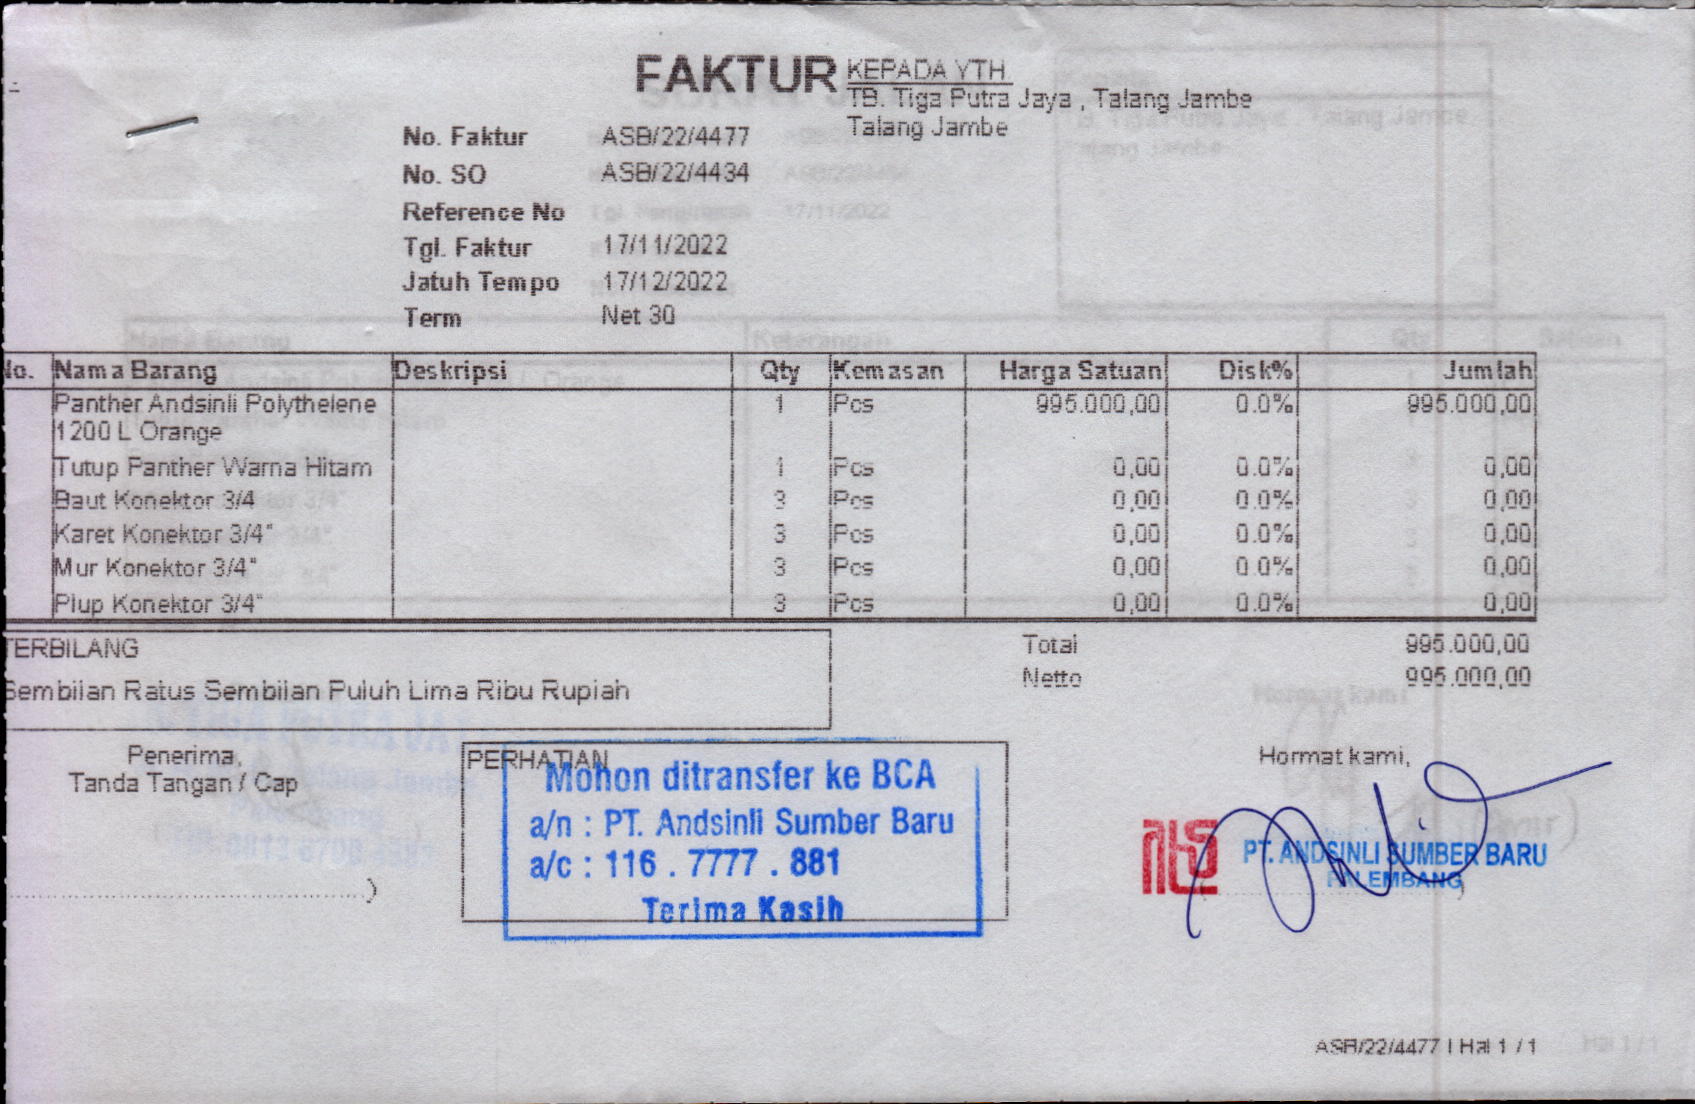 FAKTUR
KEPADA YTH.
TB. Tiga Putra Jaya , Talang Jambe
Talang Jambe
No. Faktur ASB/22/4477
No. SO ASB/22/4434
Reference No
Tgl. Faktur 17/11/2022
Jatuh Tempo 17/12/2022
Term Net 30
No. Nama Barang Deskripsi Qty Kemasan Harga Satuan Disk% Jumlah
Panther Andsinli Polythelene 1 Pcs 995.000,00 0.0% 995.000,00
1200 L Orange
Tutup Panther Warna Hitam 1 Pcs 0,00 0.0% 0,00
Baut Konektor 3/4 3 Pcs 0,00 0.0% 0,00
Karet Konektor 3/4" 3 Pcs 0,00 0.0% 0,00
Mur Konektor 3/4" 3 Pcs 0,00 0.0% 0,00
Plup Konektor 3/4" 3 Pcs 0,00 0.0% 0,00
TERBILANG
Sembilan Ratus Sembilan Puluh Lima Ribu Rupiah
Total 995.000,00
Netto 995.000,00
Penerima,
Tanda Tangan / Cap
PERHATIAN
Mohon ditransfer ke BCA
a/n : PT. Andsinli Sumber Baru
a/c : 116 . 7777 . 881
Terima Kasih
Hormat kami,
PT. ANDSINLI SUMBER BARU
PALEMBANG
ASB/22/4477 | Hal 1 / 1